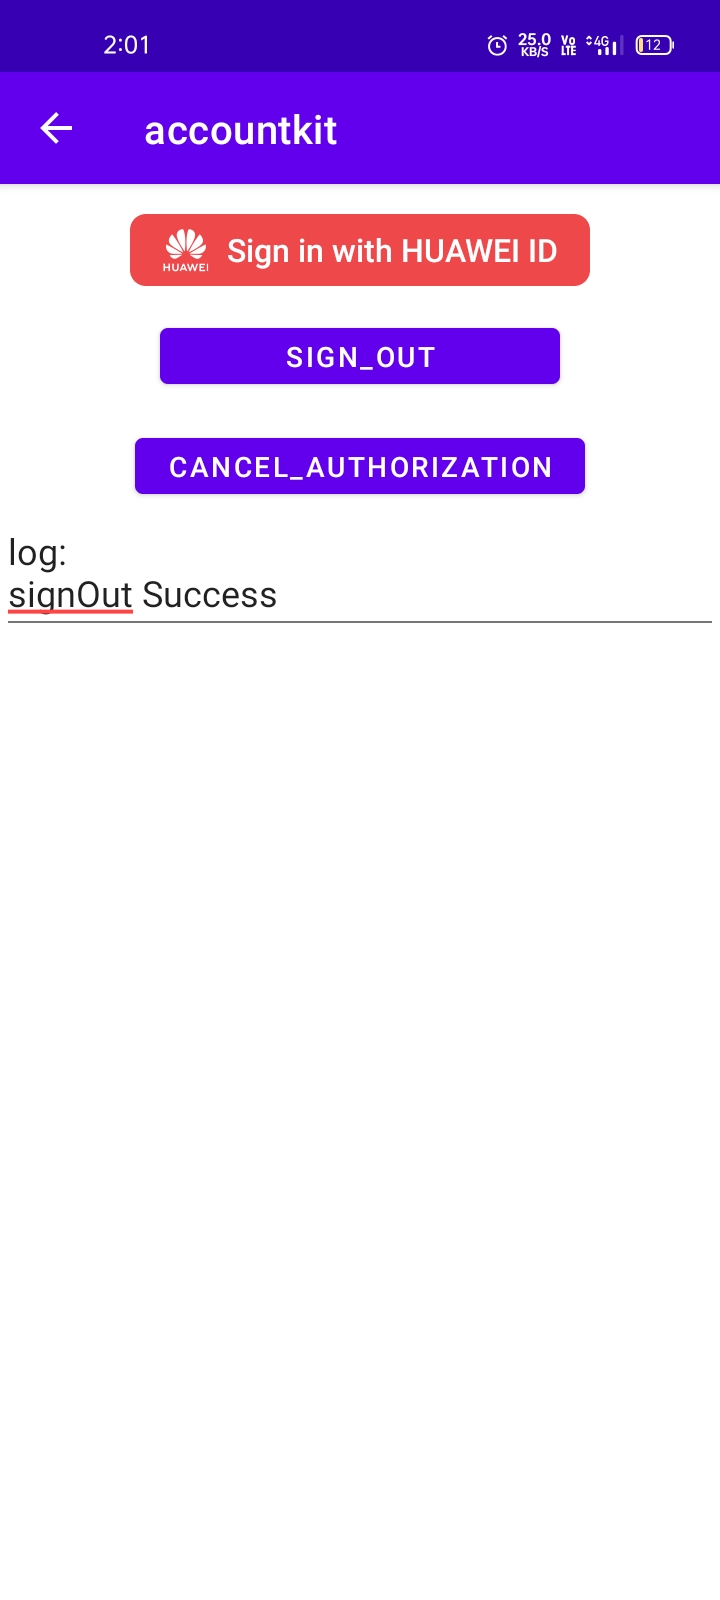 2:01
25.0
KB/S
Vo
LTE
4G
12
accountkit
HUAWEI
Sign in with HUAWEI ID
SIGN_OUT
CANCEL_AUTHORIZATION
log:
signOut Success